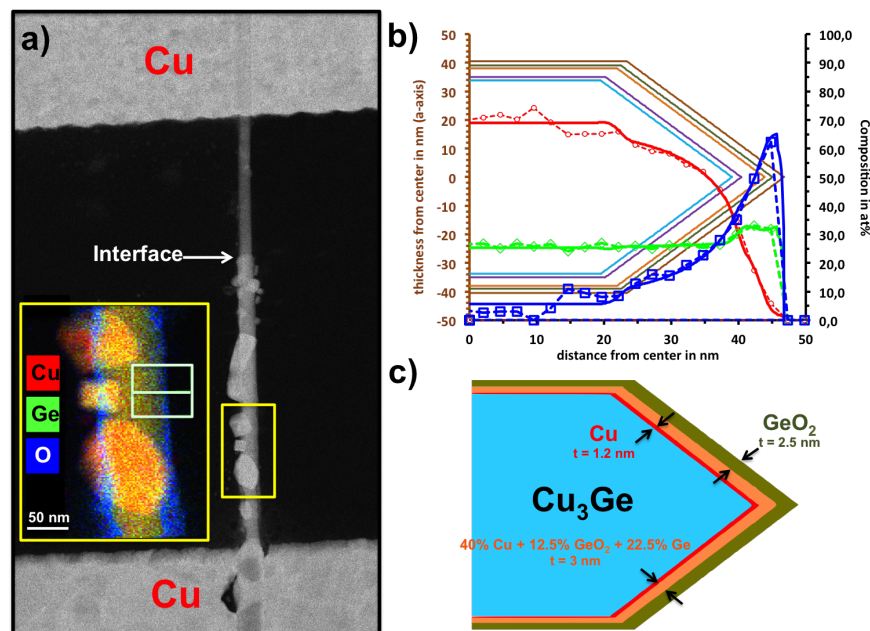 a)
Cu
Interface
Cu
Ge
O
50 nm
Cu
b)
50
40
30
20
10
0
-10
-20
-30
-40
-50
thickness from center in nm (a-axis)
100,0
90,0
80,0
70,0
60,0
50,0
40,0
30,0
20,0
10,0
0,0
Composition in at%
0
10
20
30
40
50
distance from center in nm
c)
GeO2
t = 2.5 nm
Cu
t = 1.2 nm
Cu3Ge
40% Cu + 12.5% GeO2 + 22.5% Ge
t = 3 nm